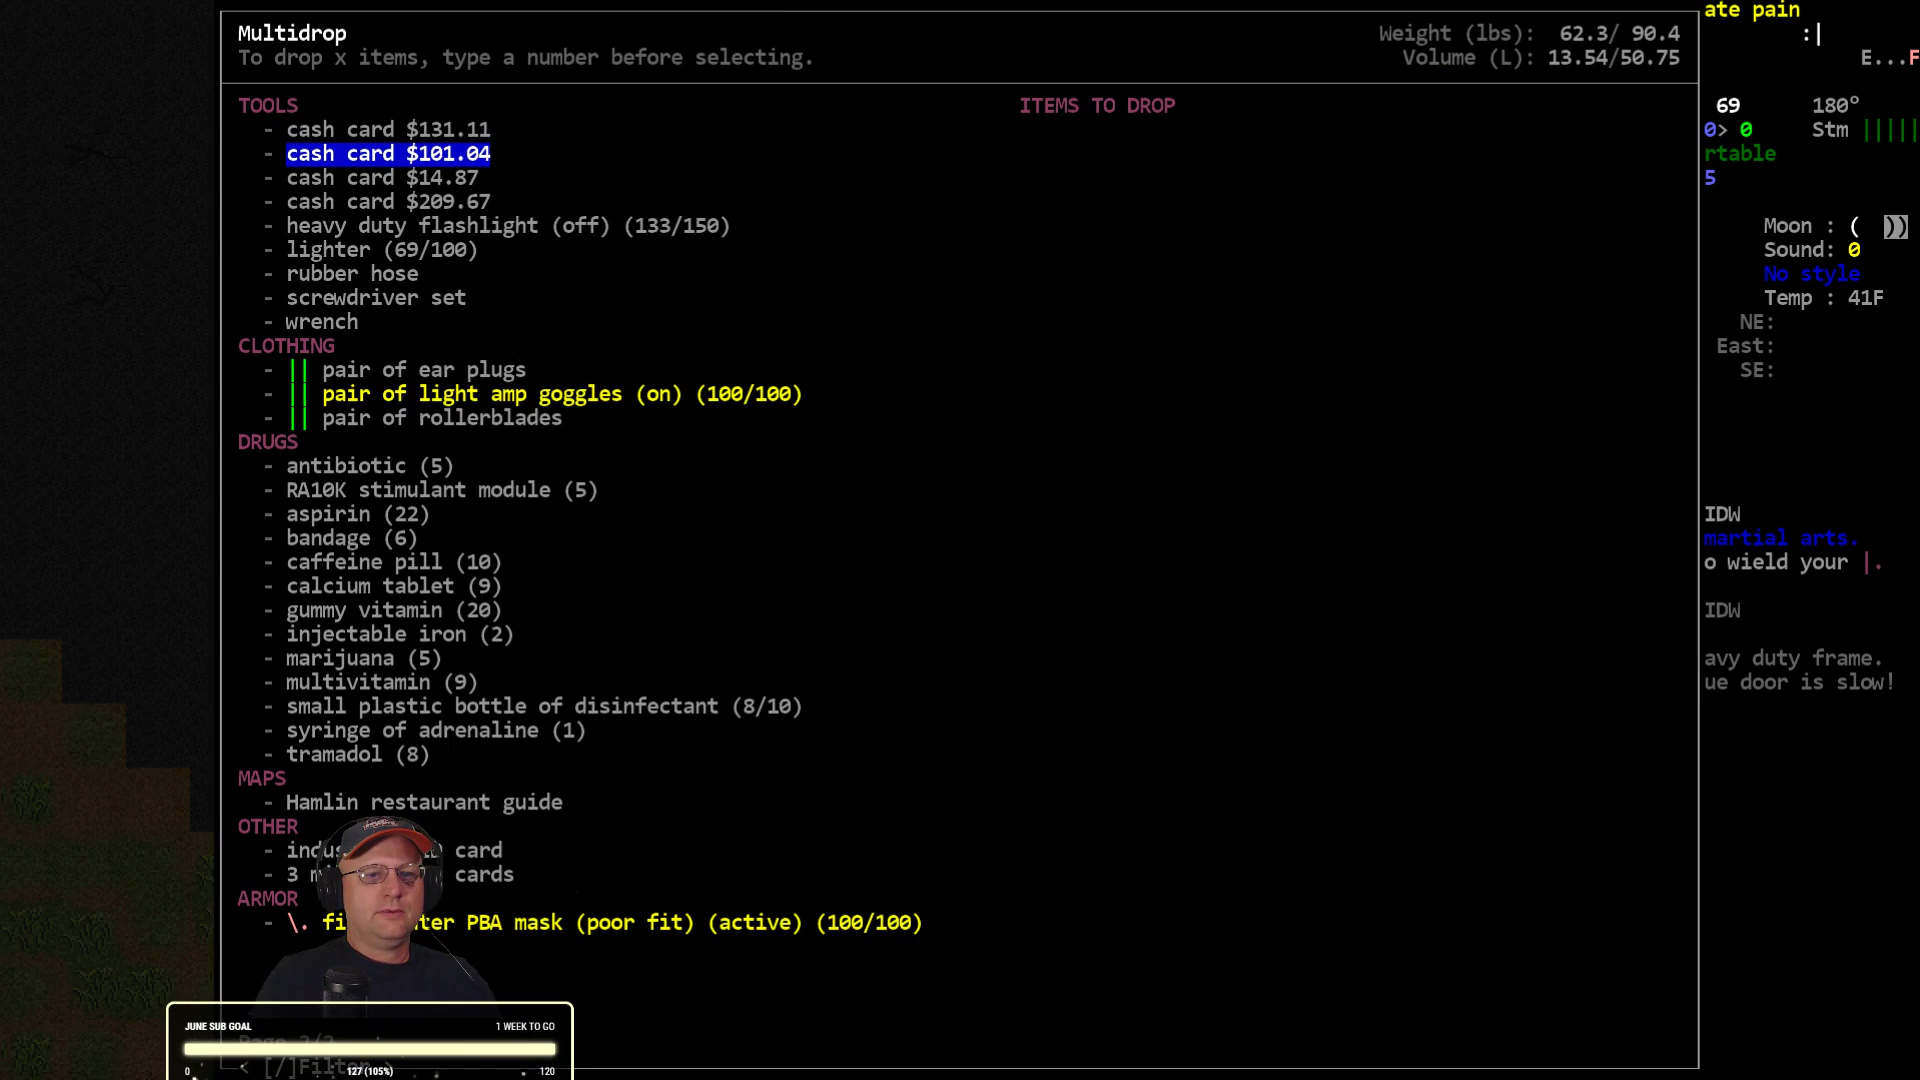 Multidrop
To drop x items, type a number before selecting.
Weight (lbs): 62.3/ 90.4
Volume (L): 13.54/50.75
TOOLS
- cash card $131.11
- cash card $101.04
- cash card $14.87
- cash card $209.67
- heavy duty flashlight (off) (133/150)
- lighter (69/100)
- rubber hose
- screwdriver set
- wrench
CLOTHING
- || pair of ear plugs
- || pair of light amp goggles (on) (100/100)
- || pair of rollerblades
DRUGS
- antibiotic (5)
- RA10K stimulant module (5)
- aspirin (22)
- bandage (6)
- caffeine pill (10)
- calcium tablet (9)
- gummy vitamin (20)
- injectable iron (2)
- marijuana (5)
- multivitamin (9)
- small plastic bottle of disinfectant (8/10)
- syringe of adrenaline (1)
- tramadol (8)
MAPS
- Hamlin restaurant guide
OTHER
- card
- 3 cards
ARMOR
- \. PBA mask (poor fit) (active) (100/100)
< [/]Filter >
ITEMS TO DROP
ate pain
:|
E...F
69 180°
0> 0 Stm |||||
rtable
5
Moon : ( ))
Sound: 0
No style
Temp : 41F
NE:
East:
SE:
IDW
martial arts.
o wield your |.
IDW
avy duty frame.
ue door is slow!
JUNE SUB GOAL 1 WEEK TO GO
0 127 (105%) 120